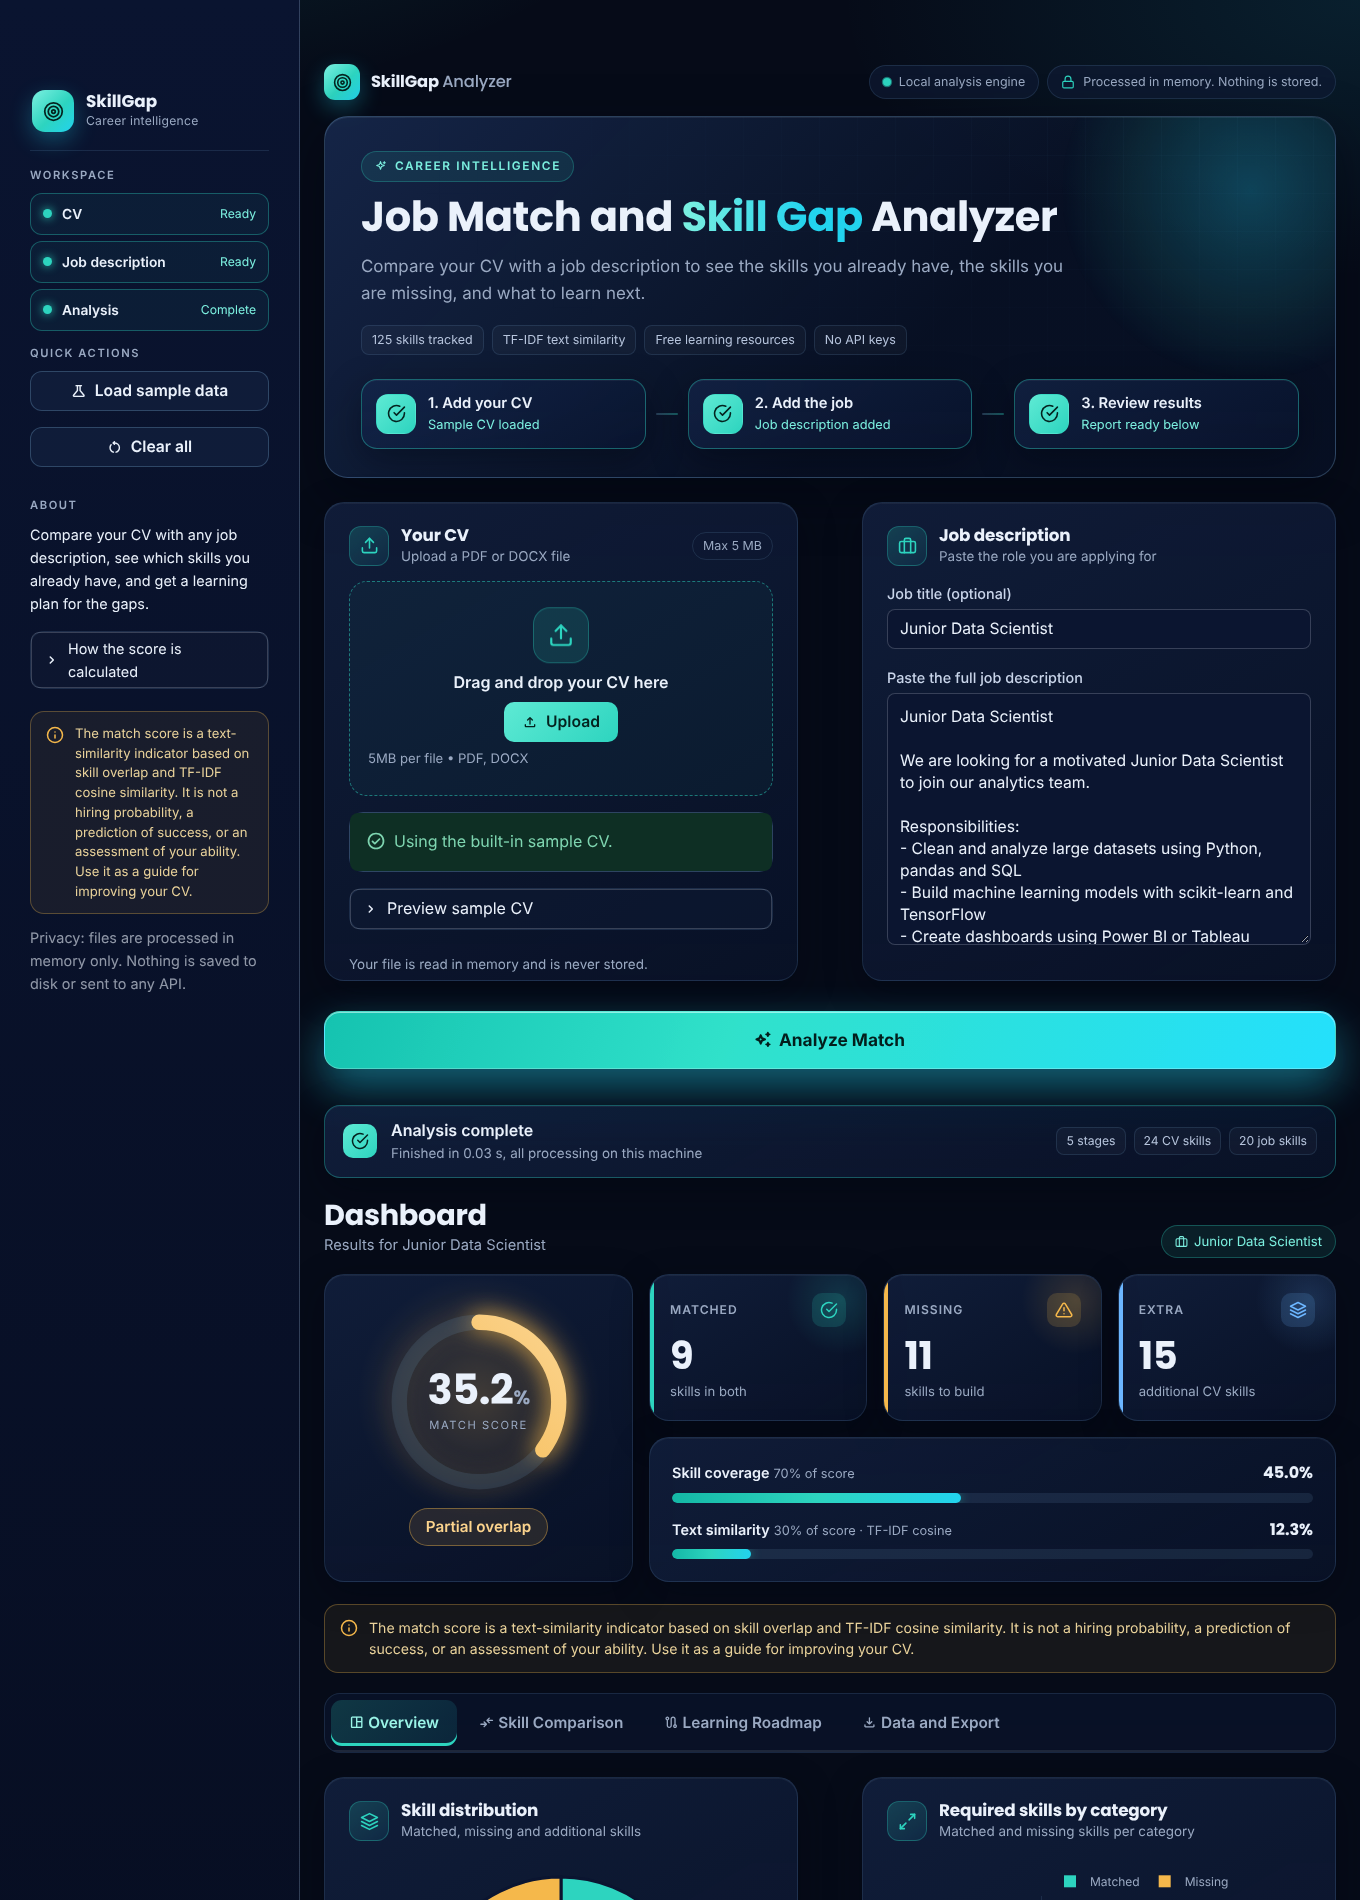 SkillGap
Career intelligence
WORKSPACE
CV Ready
Job description Ready
Analysis Complete
QUICK ACTIONS
Load sample data
Clear all
ABOUT
Compare your CV with any job
description, see which skills you
already have, and get a learning
plan for the gaps.
How the score is
calculated
The match score is a text-
similarity indicator based on
skill overlap and TF-IDF
cosine similarity. It is not a
hiring probability, a
prediction of success, or an
assessment of your ability.
Use it as a guide for
improving your CV.
Privacy: files are processed in
memory only. Nothing is saved to
disk or sent to any API.
SkillGap Analyzer
Local analysis engine
Processed in memory. Nothing is stored.
CAREER INTELLIGENCE
Job Match and Skill Gap Analyzer
Compare your CV with a job description to see the skills you already have, the skills you
are missing, and what to learn next.
125 skills tracked
TF-IDF text similarity
Free learning resources
No API keys
1. Add your CV
Sample CV loaded
2. Add the job
Job description added
3. Review results
Report ready below
Your CV
Upload a PDF or DOCX file
Max 5 MB
Drag and drop your CV here
Upload
5MB per file • PDF, DOCX
Using the built-in sample CV.
Preview sample CV
Your file is read in memory and is never stored.
Job description
Paste the role you are applying for
Job title (optional)
Junior Data Scientist
Paste the full job description
Junior Data Scientist
We are looking for a motivated Junior Data Scientist
to join our analytics team.
Responsibilities:
- Clean and analyze large datasets using Python,
pandas and SQL
- Build machine learning models with scikit-learn and
TensorFlow
- Create dashboards using Power BI or Tableau
Analyze Match
Analysis complete
Finished in 0.03 s, all processing on this machine
5 stages
24 CV skills
20 job skills
Dashboard
Results for Junior Data Scientist
Junior Data Scientist
35.2%
MATCH SCORE
Partial overlap
MATCHED
9
skills in both
MISSING
11
skills to build
EXTRA
15
additional CV skills
Skill coverage 70% of score 45.0%
Text similarity 30% of score · TF-IDF cosine 12.3%
The match score is a text-similarity indicator based on skill overlap and TF-IDF cosine similarity. It is not a hiring probability, a prediction of
success, or an assessment of your ability. Use it as a guide for improving your CV.
Overview
Skill Comparison
Learning Roadmap
Data and Export
Skill distribution
Matched, missing and additional skills
Required skills by category
Matched and missing skills per category
Matched
Missing